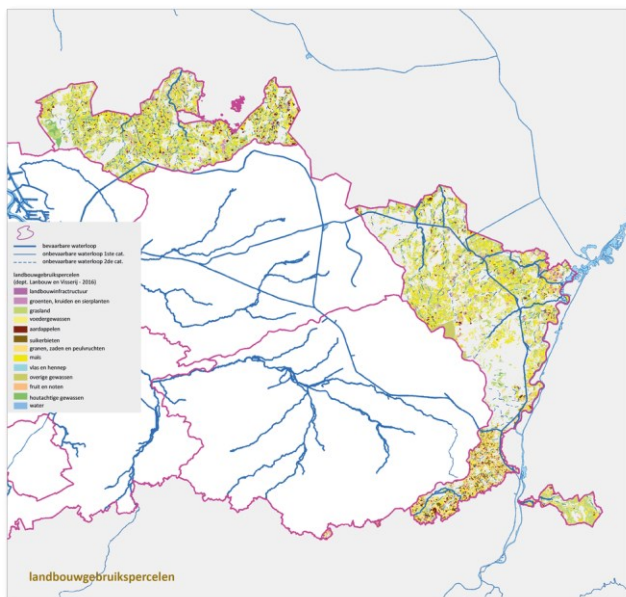 bevaarbare waterloop
onbevaarbare waterloop 1ste cat.
onbevaarbare waterloop 2de cat.
landbouwgebruikspercelen
(dept. Lanbouw en Visserij - 2016)
landbouwinfrastructuur
groenten, kruiden en sierplanten
grasland
voedergewassen
aardappelen
suikerbieten
granen, zaden en peulvruchten
maïs
vlas en hennep
overige gewassen
fruit en noten
houtachtige gewassen
water
landbouwgebruikspercelen